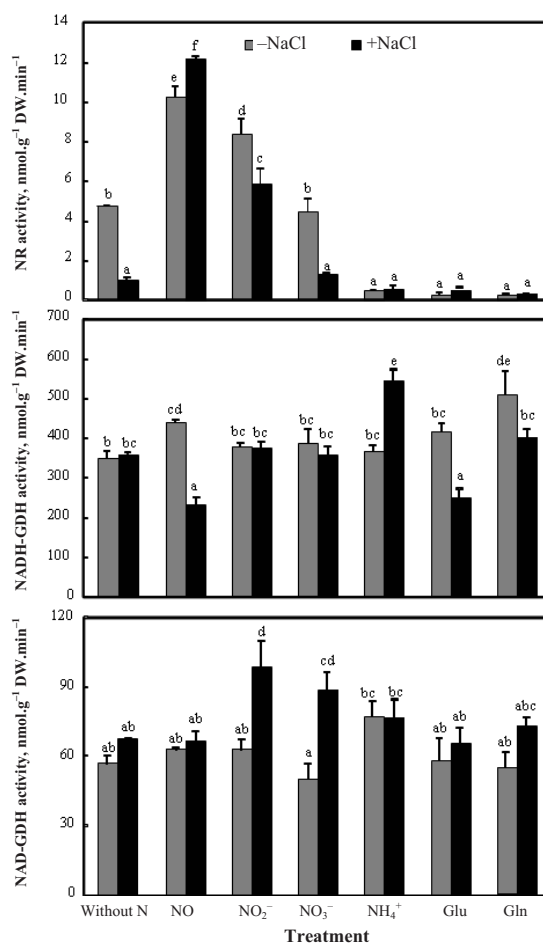 14
12
10
8
6
4
2
0
NR activity, nmol.g⁻¹ DW.min⁻¹
–NaCl +NaCl
b a e f d c b a a a a a a a
700
600
500
400
300
200
100
0
NADH-GDH activity, nmol.g⁻¹ DW.min⁻¹
b bc cd a bc bc bc bc bc e bc a de bc
120
90
60
30
0
NAD-GDH activity, nmol.g⁻¹ DW.min⁻¹
ab ab ab ab ab d a cd bc bc ab ab ab abc
Without N NO NO₂⁻ NO₃⁻ NH₄⁺ Glu Gln
Treatment